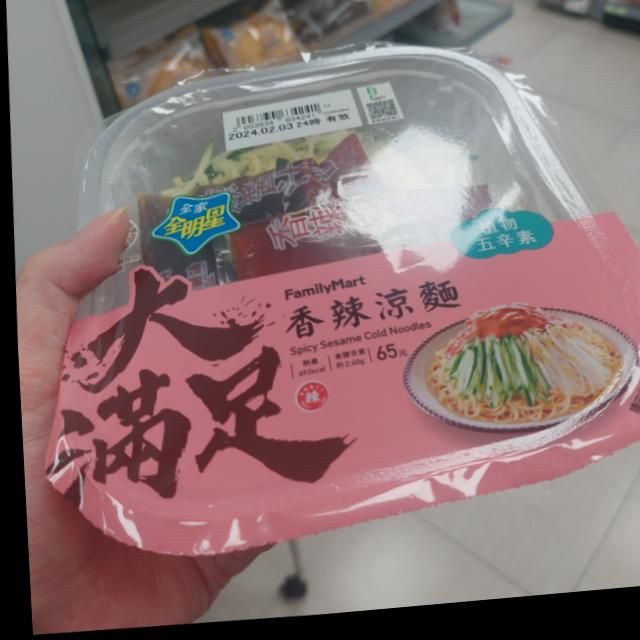 2024.02.03 24時 有效
全家
全明星
植物
五辛素
FamilyMart
香辣涼麵
Spicy Sesame Cold Noodles
65元
大
滿足
辣